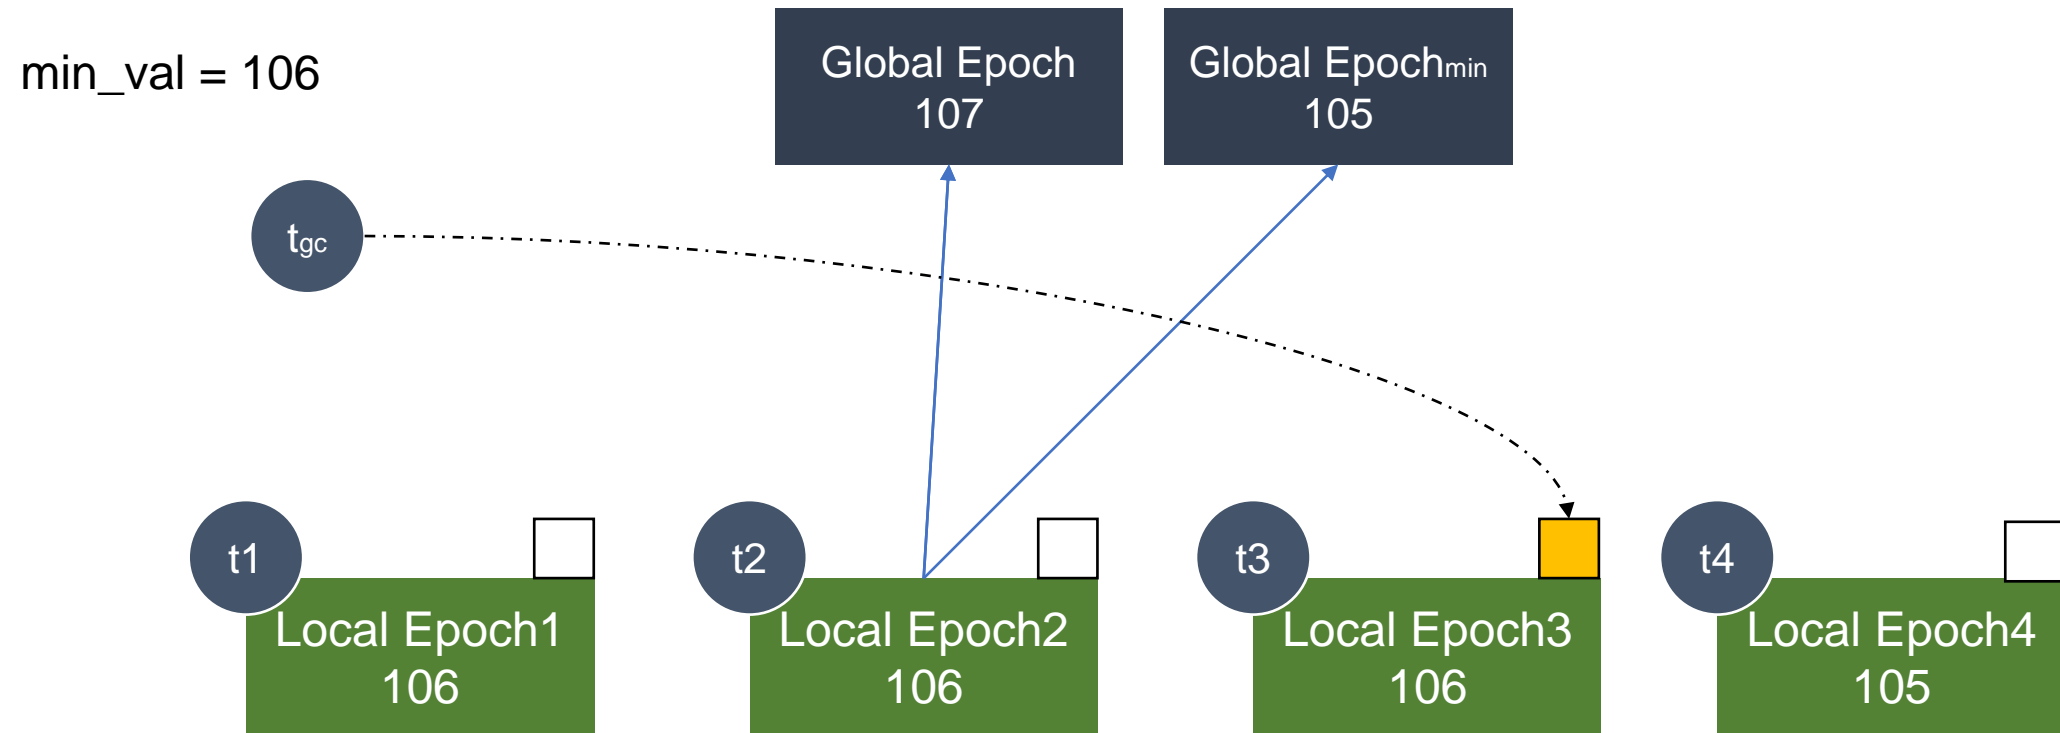 min_val = 106
Global Epoch
107
Global Epochmin
105
tgc
t1
t2
t3
t4
Local Epoch1
106
Local Epoch2
106
Local Epoch3
106
Local Epoch4
105